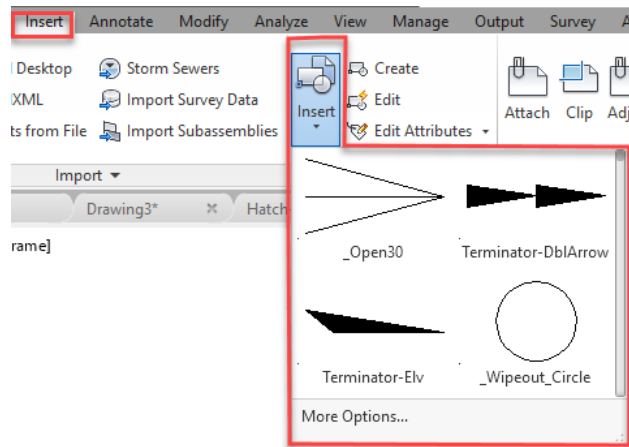 Insert Annotate Modify Analyze View Manage Output Survey A
Desktop Storm Sewers Create
XML Import Survey Data Insert Edit Attach Clip Adj
ts from File Import Subassemblies Edit Attributes
Import
Drawing3* Hatch
rame]
_Open30 Terminator-DblArrow
Terminator-Elv _Wipeout_Circle
More Options...